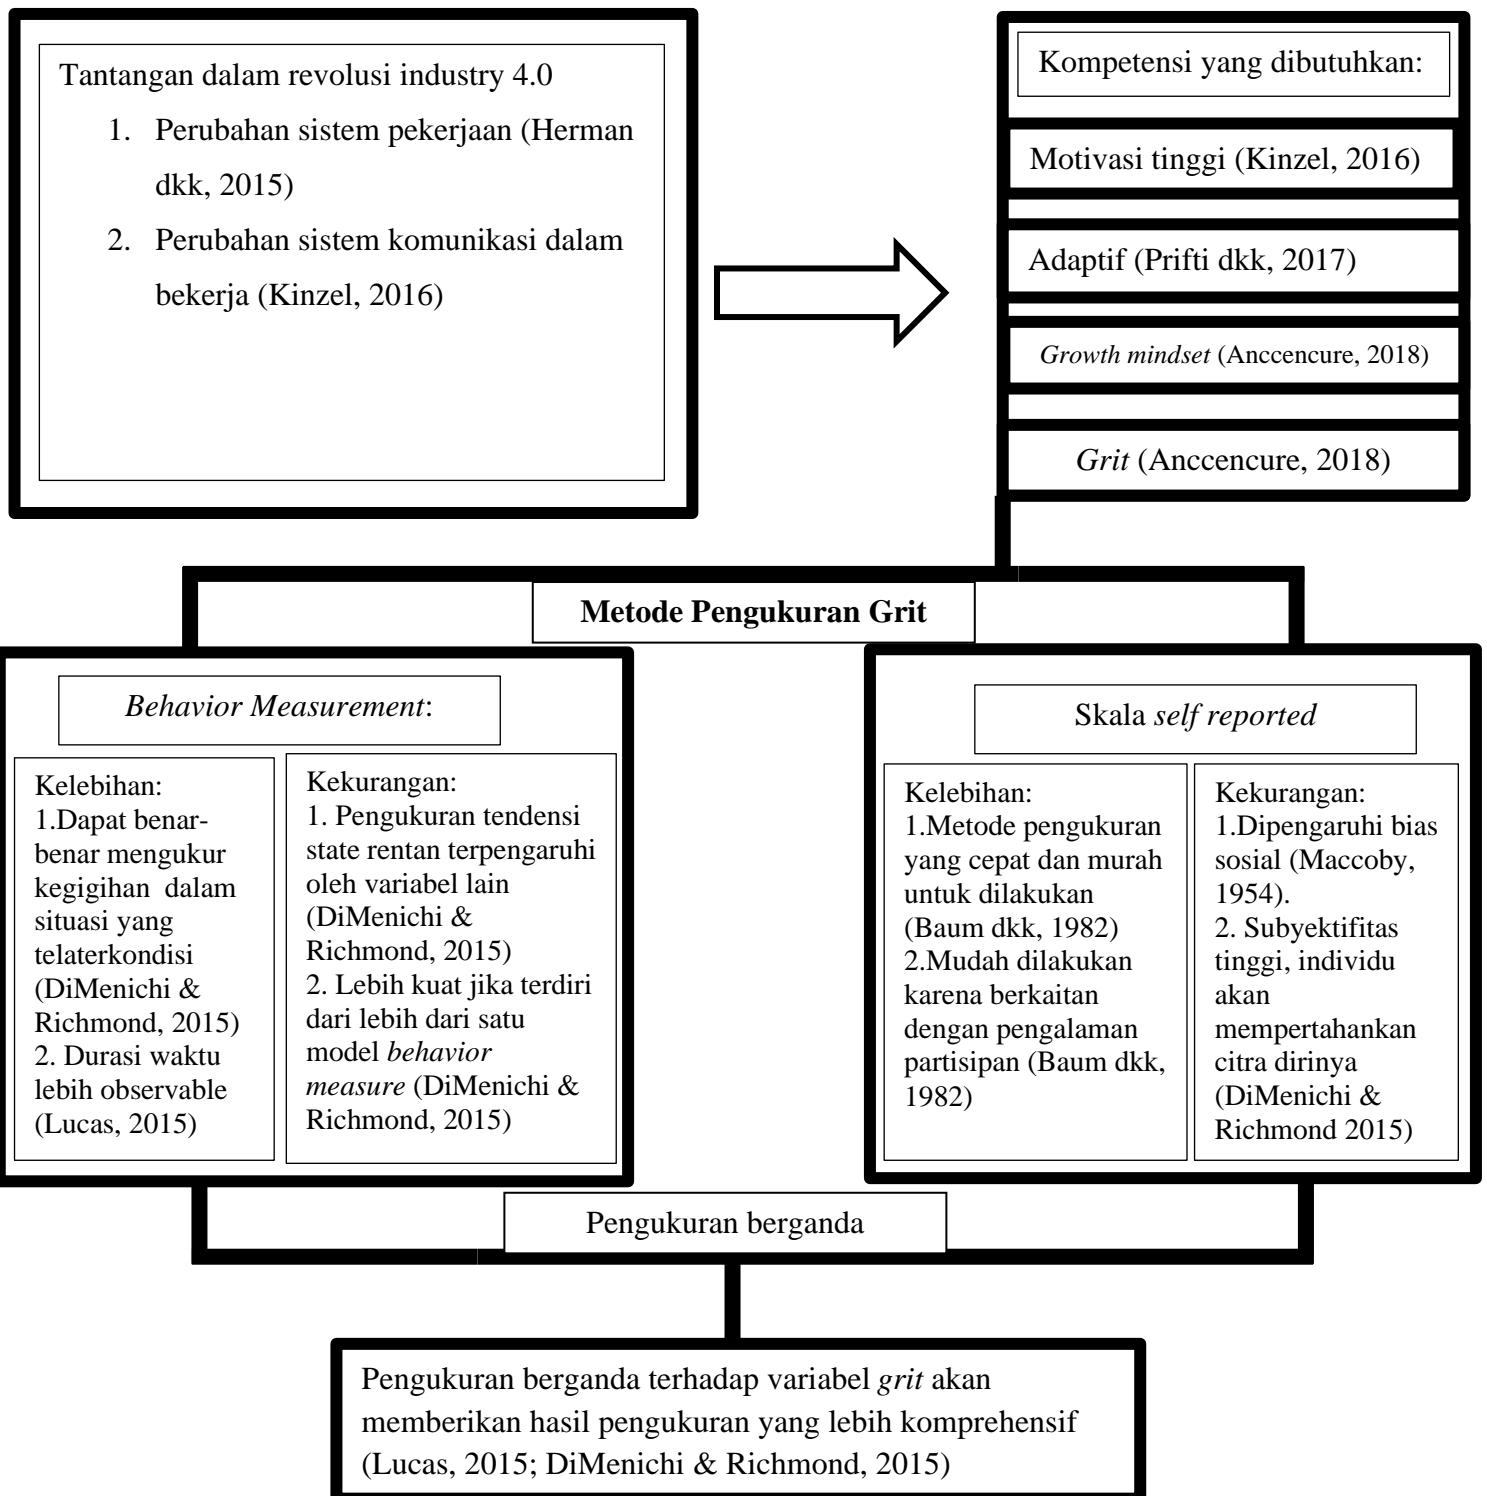 Tantangan dalam revolusi industry 4.0
1. Perubahan sistem pekerjaan (Herman
dkk, 2015)
2. Perubahan sistem komunikasi dalam
bekerja (Kinzel, 2016)
Kompetensi yang dibutuhkan:
Motivasi tinggi (Kinzel, 2016)
Adaptif (Prifti dkk, 2017)
Growth mindset (Anccencure, 2018)
Grit (Anccencure, 2018)
Metode Pengukuran Grit
Behavior Measurement:
Kelebihan:
1.Dapat benar-
benar mengukur
kegigihan dalam
situasi yang
telaterkondisi
(DiMenichi &
Richmond, 2015)
2. Durasi waktu
lebih observable
(Lucas, 2015)
Kekurangan:
1. Pengukuran tendensi
state rentan terpengaruhi
oleh variabel lain
(DiMenichi &
Richmond, 2015)
2. Lebih kuat jika terdiri
dari lebih dari satu
model behavior
measure (DiMenichi &
Richmond, 2015)
Skala self reported
Kelebihan:
1.Metode pengukuran
yang cepat dan murah
untuk dilakukan
(Baum dkk, 1982)
2.Mudah dilakukan
karena berkaitan
dengan pengalaman
partisipan (Baum dkk,
1982)
Kekurangan:
1.Dipengaruhi bias
sosial (Maccoby,
1954).
2. Subyektifitas
tinggi, individu
akan
mempertahankan
citra dirinya
(DiMenichi &
Richmond 2015)
Pengukuran berganda
Pengukuran berganda terhadap variabel grit akan
memberikan hasil pengukuran yang lebih komprehensif
(Lucas, 2015; DiMenichi & Richmond, 2015)